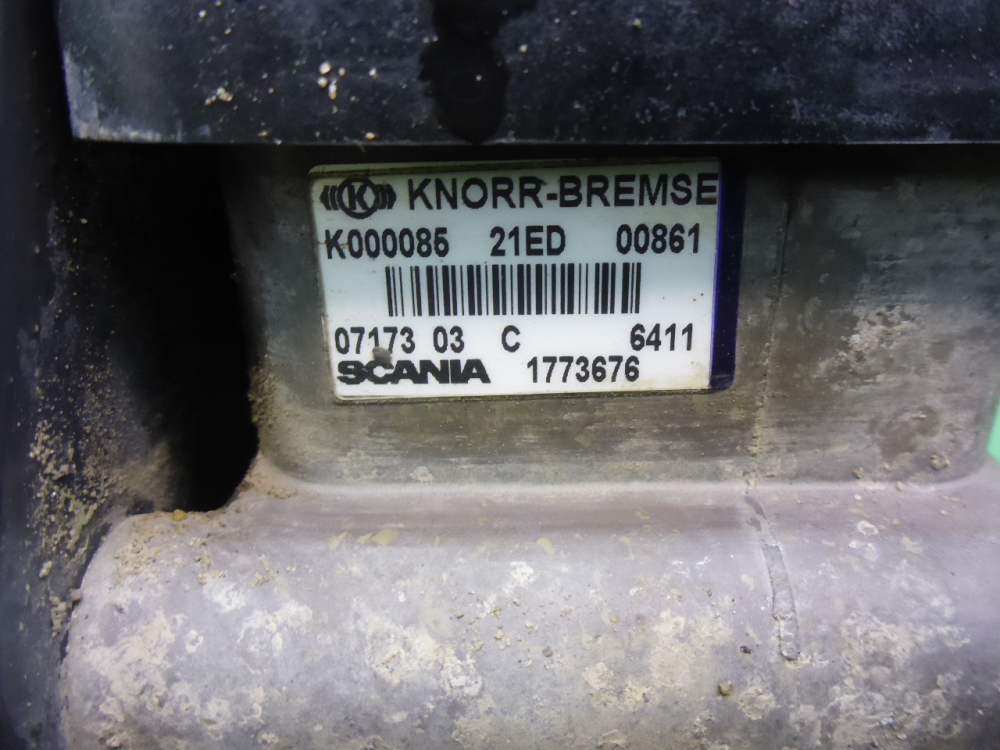 K KNORR-BREMSE
K000085 21ED 00861
07173 03 C 6411
SCANIA 1773676